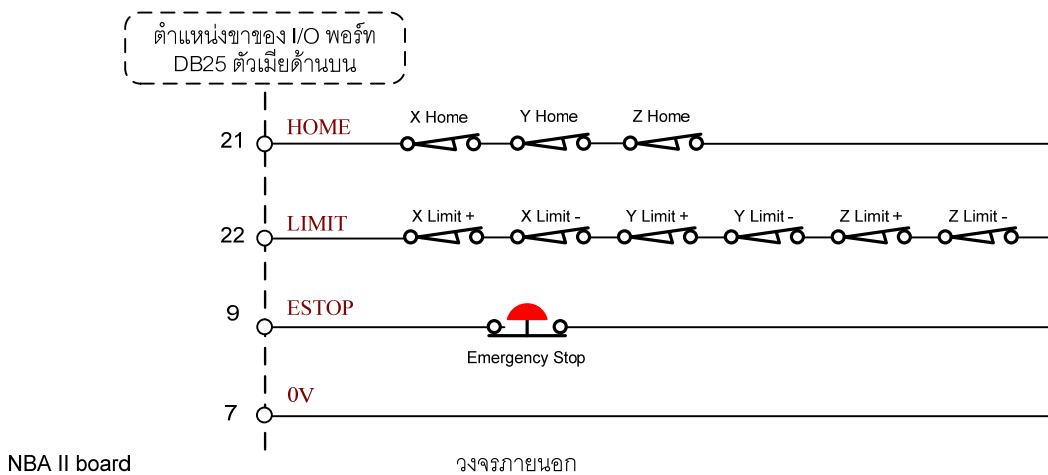 ตำแหน่งขาของ I/O พอร์ท
DB25 ตัวเมียด้านบน
21 HOME X Home Y Home Z Home
22 LIMIT X Limit + X Limit - Y Limit + Y Limit - Z Limit + Z Limit -
9 ESTOP
Emergency Stop
7 0V
NBA II board วงจรภายนอก